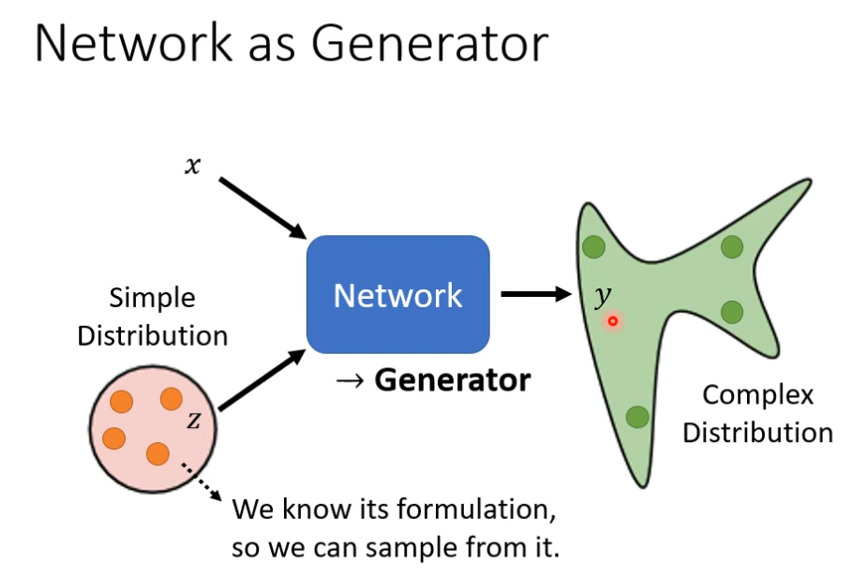 Network as Generator
x
Simple
Distribution
z
Network
→ Generator
y
Complex
Distribution
We know its formulation,
so we can sample from it.